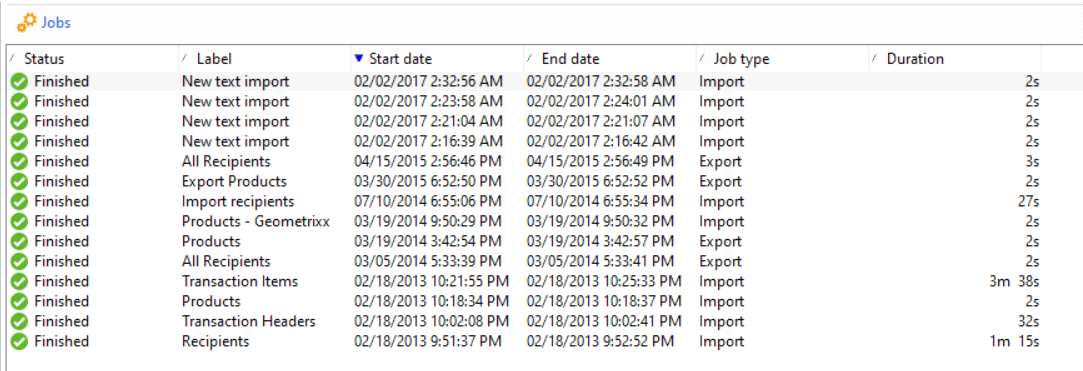 Jobs
Status Label Start date End date Job type Duration
Finished New text import 02/02/2017 2:32:56 AM 02/02/2017 2:32:58 AM Import 2s
Finished New text import 02/02/2017 2:23:58 AM 02/02/2017 2:24:01 AM Import 2s
Finished New text import 02/02/2017 2:21:04 AM 02/02/2017 2:21:07 AM Import 2s
Finished New text import 02/02/2017 2:16:39 AM 02/02/2017 2:16:42 AM Import 2s
Finished All Recipients 04/15/2015 2:56:46 PM 04/15/2015 2:56:49 PM Export 3s
Finished Export Products 03/30/2015 6:52:50 PM 03/30/2015 6:52:52 PM Export 2s
Finished Import recipients 07/10/2014 6:55:06 PM 07/10/2014 6:55:34 PM Import 27s
Finished Products - Geometrixx 03/19/2014 9:50:29 PM 03/19/2014 9:50:32 PM Import 2s
Finished Products 03/19/2014 3:42:54 PM 03/19/2014 3:42:57 PM Export 2s
Finished All Recipients 03/05/2014 5:33:39 PM 03/05/2014 5:33:41 PM Export 2s
Finished Transaction Items 02/18/2013 10:21:55 PM 02/18/2013 10:25:33 PM Import 3m 38s
Finished Products 02/18/2013 10:18:34 PM 02/18/2013 10:18:37 PM Import 2s
Finished Transaction Headers 02/18/2013 10:02:08 PM 02/18/2013 10:02:41 PM Import 32s
Finished Recipients 02/18/2013 9:51:37 PM 02/18/2013 9:52:52 PM Import 1m 15s